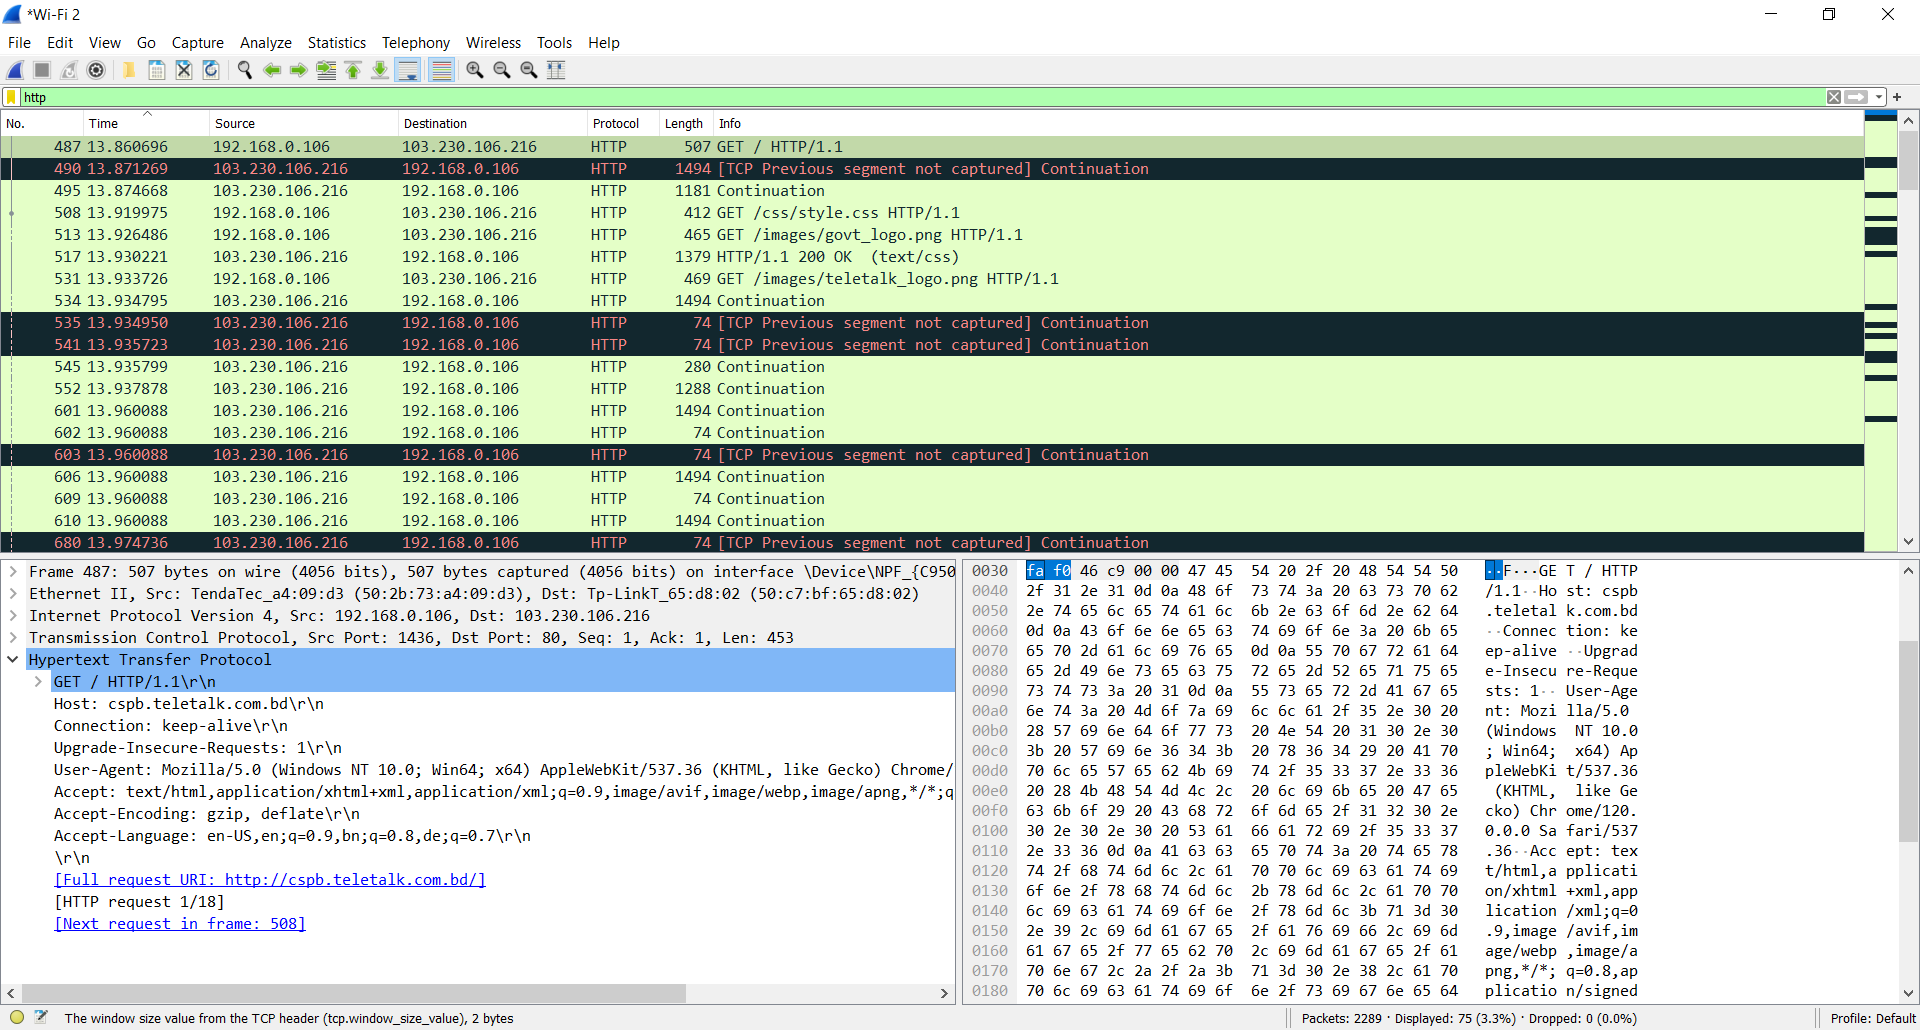 *Wi-Fi 2
File Edit View Go Capture Analyze Statistics Telephony Wireless Tools Help
http
No. Time Source Destination Protocol Length Info
487 13.860696 192.168.0.106 103.230.106.216 HTTP 507 GET / HTTP/1.1
490 13.871269 103.230.106.216 192.168.0.106 HTTP 1494 [TCP Previous segment not captured] Continuation
495 13.874668 103.230.106.216 192.168.0.106 HTTP 1181 Continuation
508 13.919975 192.168.0.106 103.230.106.216 HTTP 412 GET /css/style.css HTTP/1.1
513 13.926486 192.168.0.106 103.230.106.216 HTTP 465 GET /images/govt_logo.png HTTP/1.1
517 13.930221 103.230.106.216 192.168.0.106 HTTP 1379 HTTP/1.1 200 OK (text/css)
531 13.933726 192.168.0.106 103.230.106.216 HTTP 469 GET /images/teletalk_logo.png HTTP/1.1
534 13.934795 103.230.106.216 192.168.0.106 HTTP 1494 Continuation
535 13.934950 103.230.106.216 192.168.0.106 HTTP 74 [TCP Previous segment not captured] Continuation
541 13.935723 103.230.106.216 192.168.0.106 HTTP 74 [TCP Previous segment not captured] Continuation
545 13.935799 103.230.106.216 192.168.0.106 HTTP 280 Continuation
552 13.937878 103.230.106.216 192.168.0.106 HTTP 1288 Continuation
601 13.960088 103.230.106.216 192.168.0.106 HTTP 1494 Continuation
602 13.960088 103.230.106.216 192.168.0.106 HTTP 74 Continuation
603 13.960088 103.230.106.216 192.168.0.106 HTTP 74 [TCP Previous segment not captured] Continuation
606 13.960088 103.230.106.216 192.168.0.106 HTTP 1494 Continuation
609 13.960088 103.230.106.216 192.168.0.106 HTTP 74 Continuation
610 13.960088 103.230.106.216 192.168.0.106 HTTP 1494 Continuation
680 13.974736 103.230.106.216 192.168.0.106 HTTP 74 [TCP Previous segment not captured] Continuation
Frame 487: 507 bytes on wire (4056 bits), 507 bytes captured (4056 bits) on interface \Device\NPF_{C950
Ethernet II, Src: TendaTec_a4:09:d3 (50:2b:73:a4:09:d3), Dst: Tp-LinkT_65:d8:02 (50:c7:bf:65:d8:02)
Internet Protocol Version 4, Src: 192.168.0.106, Dst: 103.230.106.216
Transmission Control Protocol, Src Port: 1436, Dst Port: 80, Seq: 1, Ack: 1, Len: 453
Hypertext Transfer Protocol
GET / HTTP/1.1\r\n
Host: cspb.teletalk.com.bd\r\n
Connection: keep-alive\r\n
Upgrade-Insecure-Requests: 1\r\n
User-Agent: Mozilla/5.0 (Windows NT 10.0; Win64; x64) AppleWebKit/537.36 (KHTML, like Gecko) Chrome/
Accept: text/html,application/xhtml+xml,application/xml;q=0.9,image/avif,image/webp,image/apng,*/*;q
Accept-Encoding: gzip, deflate\r\n
Accept-Language: en-US,en;q=0.9,bn;q=0.8,de;q=0.7\r\n
\r\n
[Full request URI: http://cspb.teletalk.com.bd/]
[HTTP request 1/18]
[Next request in frame: 508]
0030 fa f0 46 c9 00 00 47 45 54 20 2f 20 48 54 54 50 ··F···GE T / HTTP
0040 2f 31 2e 31 0d 0a 48 6f 73 74 3a 20 63 73 70 62 /1.1··Ho st: cspb
0050 2e 74 65 6c 65 74 61 6c 6b 2e 63 6f 6d 2e 62 64 .teletal k.com.bd
0060 0d 0a 43 6f 6e 6e 65 63 74 69 6f 6e 3a 20 6b 65 ··Connec tion: ke
0070 65 70 2d 61 6c 69 76 65 0d 0a 55 70 67 72 61 64 ep-alive ··Upgrad
0080 65 2d 49 6e 73 65 63 75 72 65 2d 52 65 71 75 65 e-Insecu re-Reque
0090 73 74 73 3a 20 31 0d 0a 55 73 65 72 2d 41 67 65 sts: 1·· User-Age
00a0 6e 74 3a 20 4d 6f 7a 69 6c 6c 61 2f 35 2e 30 20 nt: Mozi lla/5.0
00b0 28 57 69 6e 64 6f 77 73 20 4e 54 20 31 30 2e 30 (Windows NT 10.0
00c0 3b 20 57 69 6e 36 34 3b 20 78 36 34 29 20 41 70 ; Win64; x64) Ap
00d0 70 6c 65 57 65 62 4b 69 74 2f 35 33 37 2e 33 36 pleWebKi t/537.36
00e0 20 28 4b 48 54 4d 4c 2c 20 6c 69 6b 65 20 47 65 (KHTML, like Ge
00f0 63 6b 6f 29 20 43 68 72 6f 6d 65 2f 31 32 30 2e cko) Chr ome/120.
0100 30 2e 30 2e 30 20 53 61 66 61 72 69 2f 35 33 37 0.0.0 Sa fari/537
0110 2e 33 36 0d 0a 41 63 63 65 70 74 3a 20 74 65 78 .36··Acc ept: tex
0120 74 2f 68 74 6d 6c 2c 61 70 70 6c 69 63 61 74 69 t/html,a pplicati
0130 6f 6e 2f 78 68 74 6d 6c 2b 78 6d 6c 2c 61 70 70 on/xhtml +xml,app
0140 6c 69 63 61 74 69 6f 6e 2f 78 6d 6c 3b 71 3d 30 lication /xml;q=0
0150 2e 39 2c 69 6d 61 67 65 2f 61 76 69 66 2c 69 6d .9,image /avif,im
0160 61 67 65 2f 77 65 62 70 2c 69 6d 61 67 65 2f 61 age/webp ,image/a
0170 70 6e 67 2c 2a 2f 2a 3b 71 3d 30 2e 38 2c 61 70 png,*/*; q=0.8,ap
0180 70 6c 69 63 61 74 69 6f 6e 2f 73 69 67 6e 65 64 plicatio n/signed
The window size value from the TCP header (tcp.window_size_value), 2 bytes
Packets: 2289 · Displayed: 75 (3.3%) · Dropped: 0 (0.0%)
Profile: Default